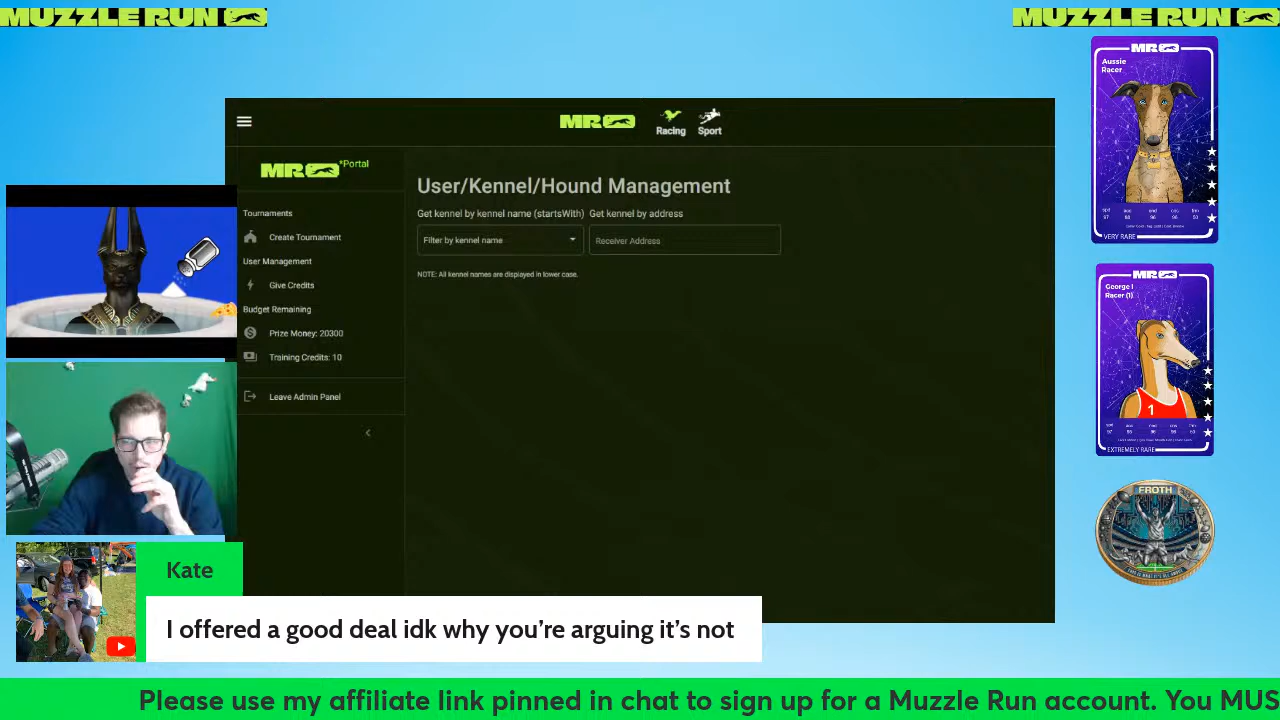 MUZZLE RUN
MUZZLE RUN
MR
Racing
Sport
MR
*Portal
Tournaments
Create Tournament
User Management
Give Credits
Budget Remaining
Prize Money: 20300
Training Credits: 10
Leave Admin Panel
User/Kennel/Hound Management
Get kennel by kennel name (startsWith)
Get kennel by address
Filter by kennel name
Receiver Address
NOTE: All kennel names are displayed in lower case.
MR
Aussie
Racer
VERY RARE
MR
George I
Racer (1)
1
EXTREMELY RARE
FROTH
Kate
I offered a good deal idk why you’re arguing it’s not
Please use my affiliate link pinned in chat to sign up for a Muzzle Run account. You MUS